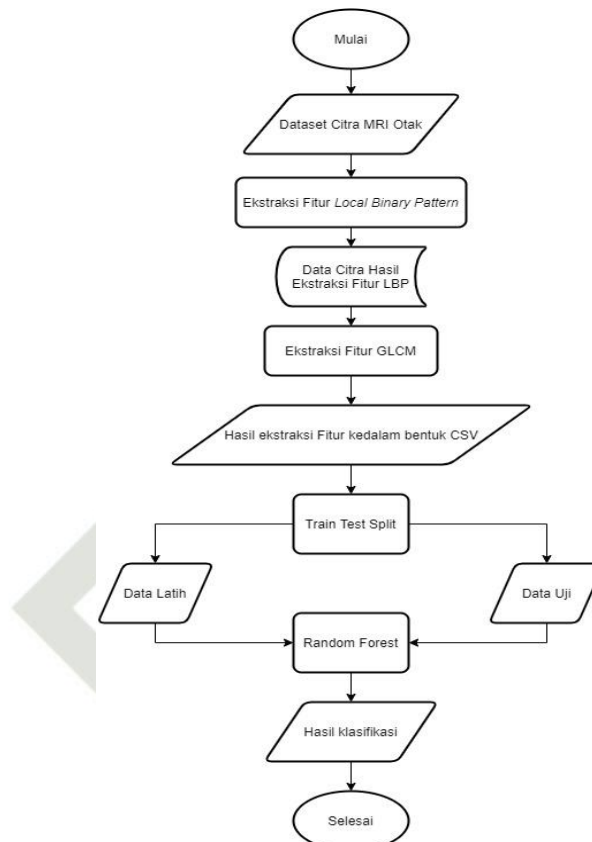 Mulai
Dataset Citra MRI Otak
Ekstraksi Fitur Local Binary Pattern
Data Citra Hasil
Ekstraksi Fitur LBP
Ekstraksi Fitur GLCM
Hasil ekstraksi Fitur kedalam bentuk CSV
Train Test Split
Data Latih
Data Uji
Random Forest
Hasil klasifikasi
Selesai